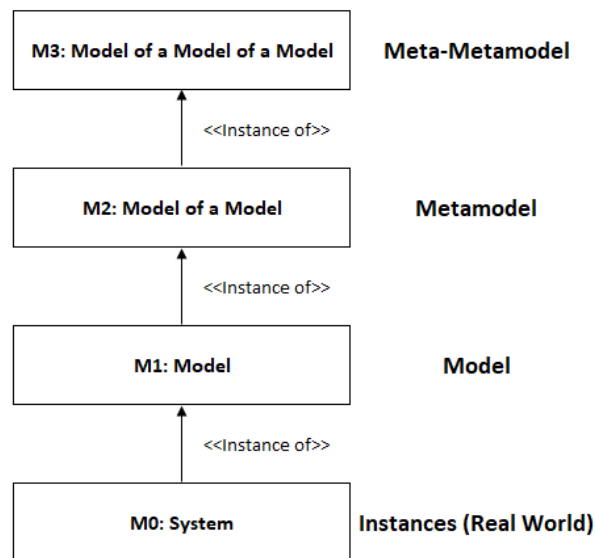 M3: Model of a Model of a Model
Meta-Metamodel
<<Instance of>>
M2: Model of a Model
Metamodel
<<Instance of>>
M1: Model
Model
<<Instance of>>
M0: System
Instances (Real World)